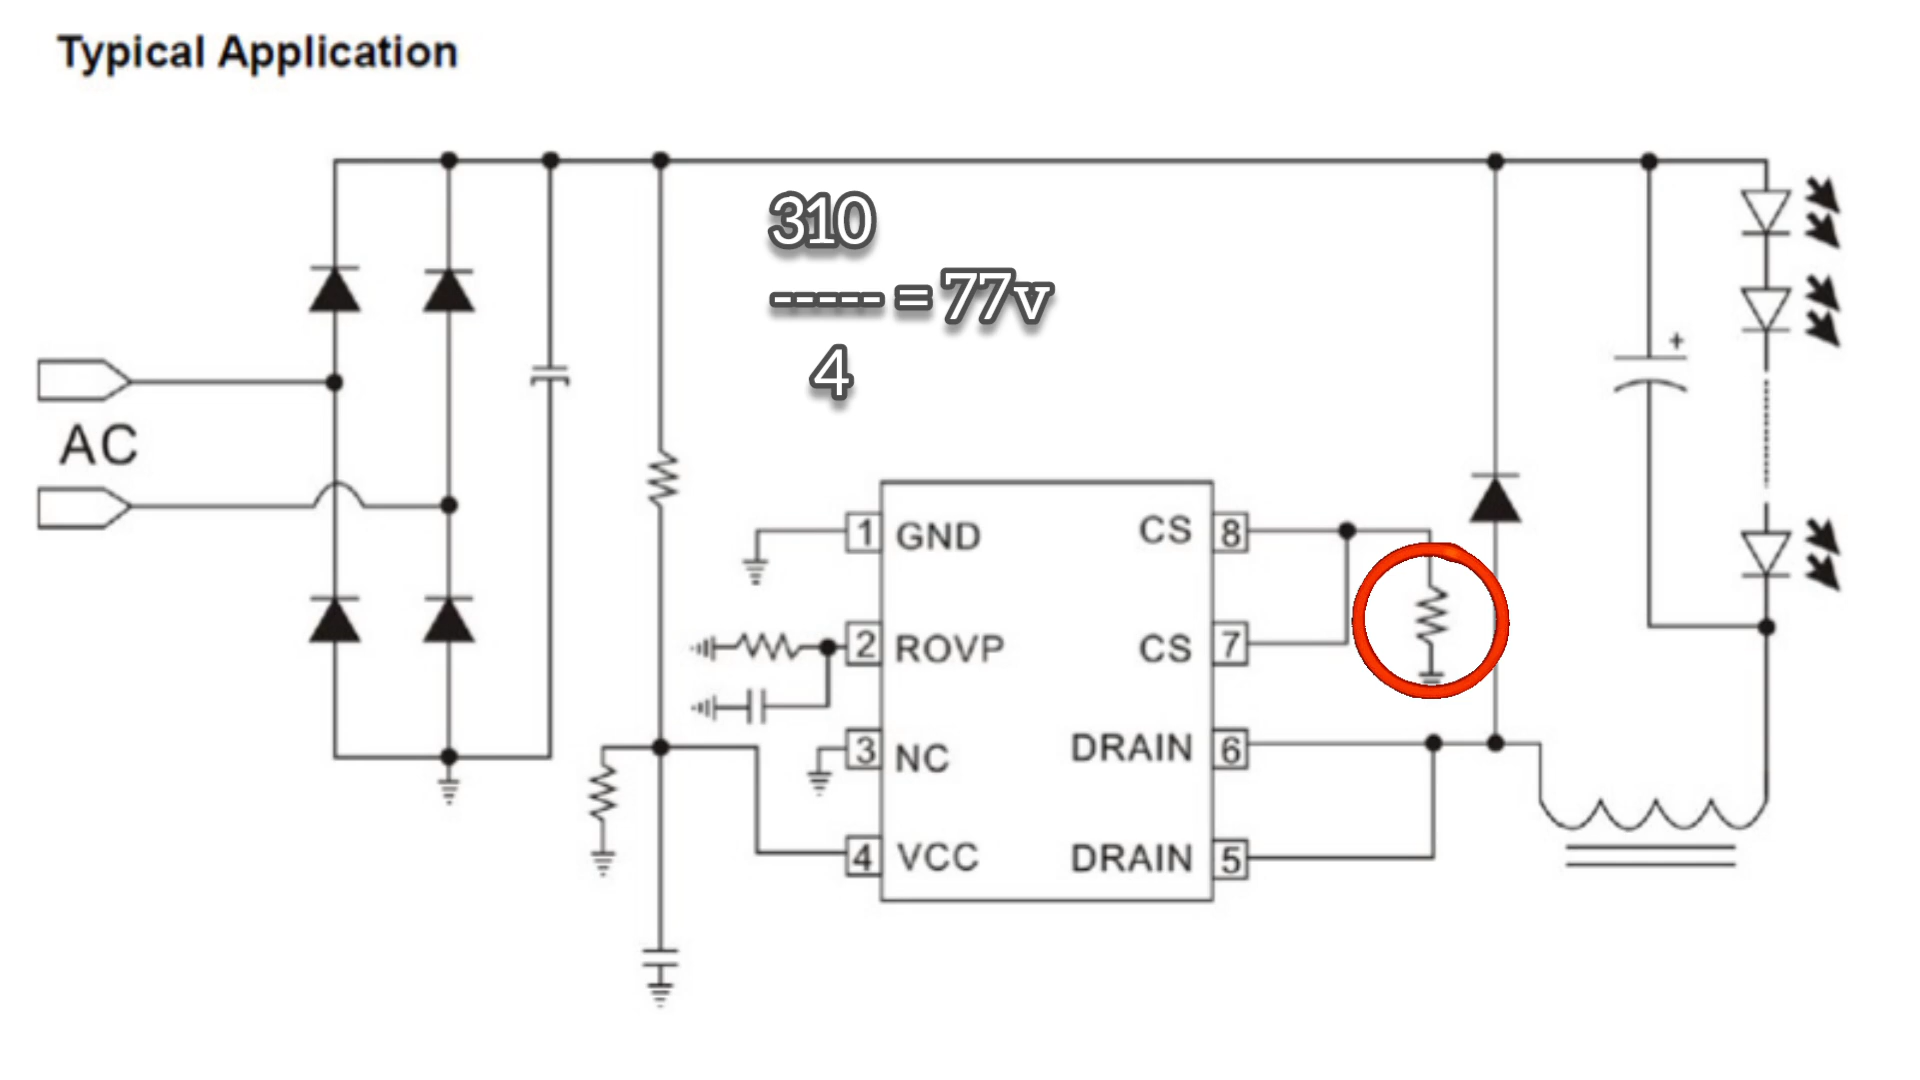 Typical Application
310
----- = 77v
4
+
AC
1 GND
CS 8
2 ROVP
CS 7
3 NC
DRAIN 6
4 VCC
DRAIN 5